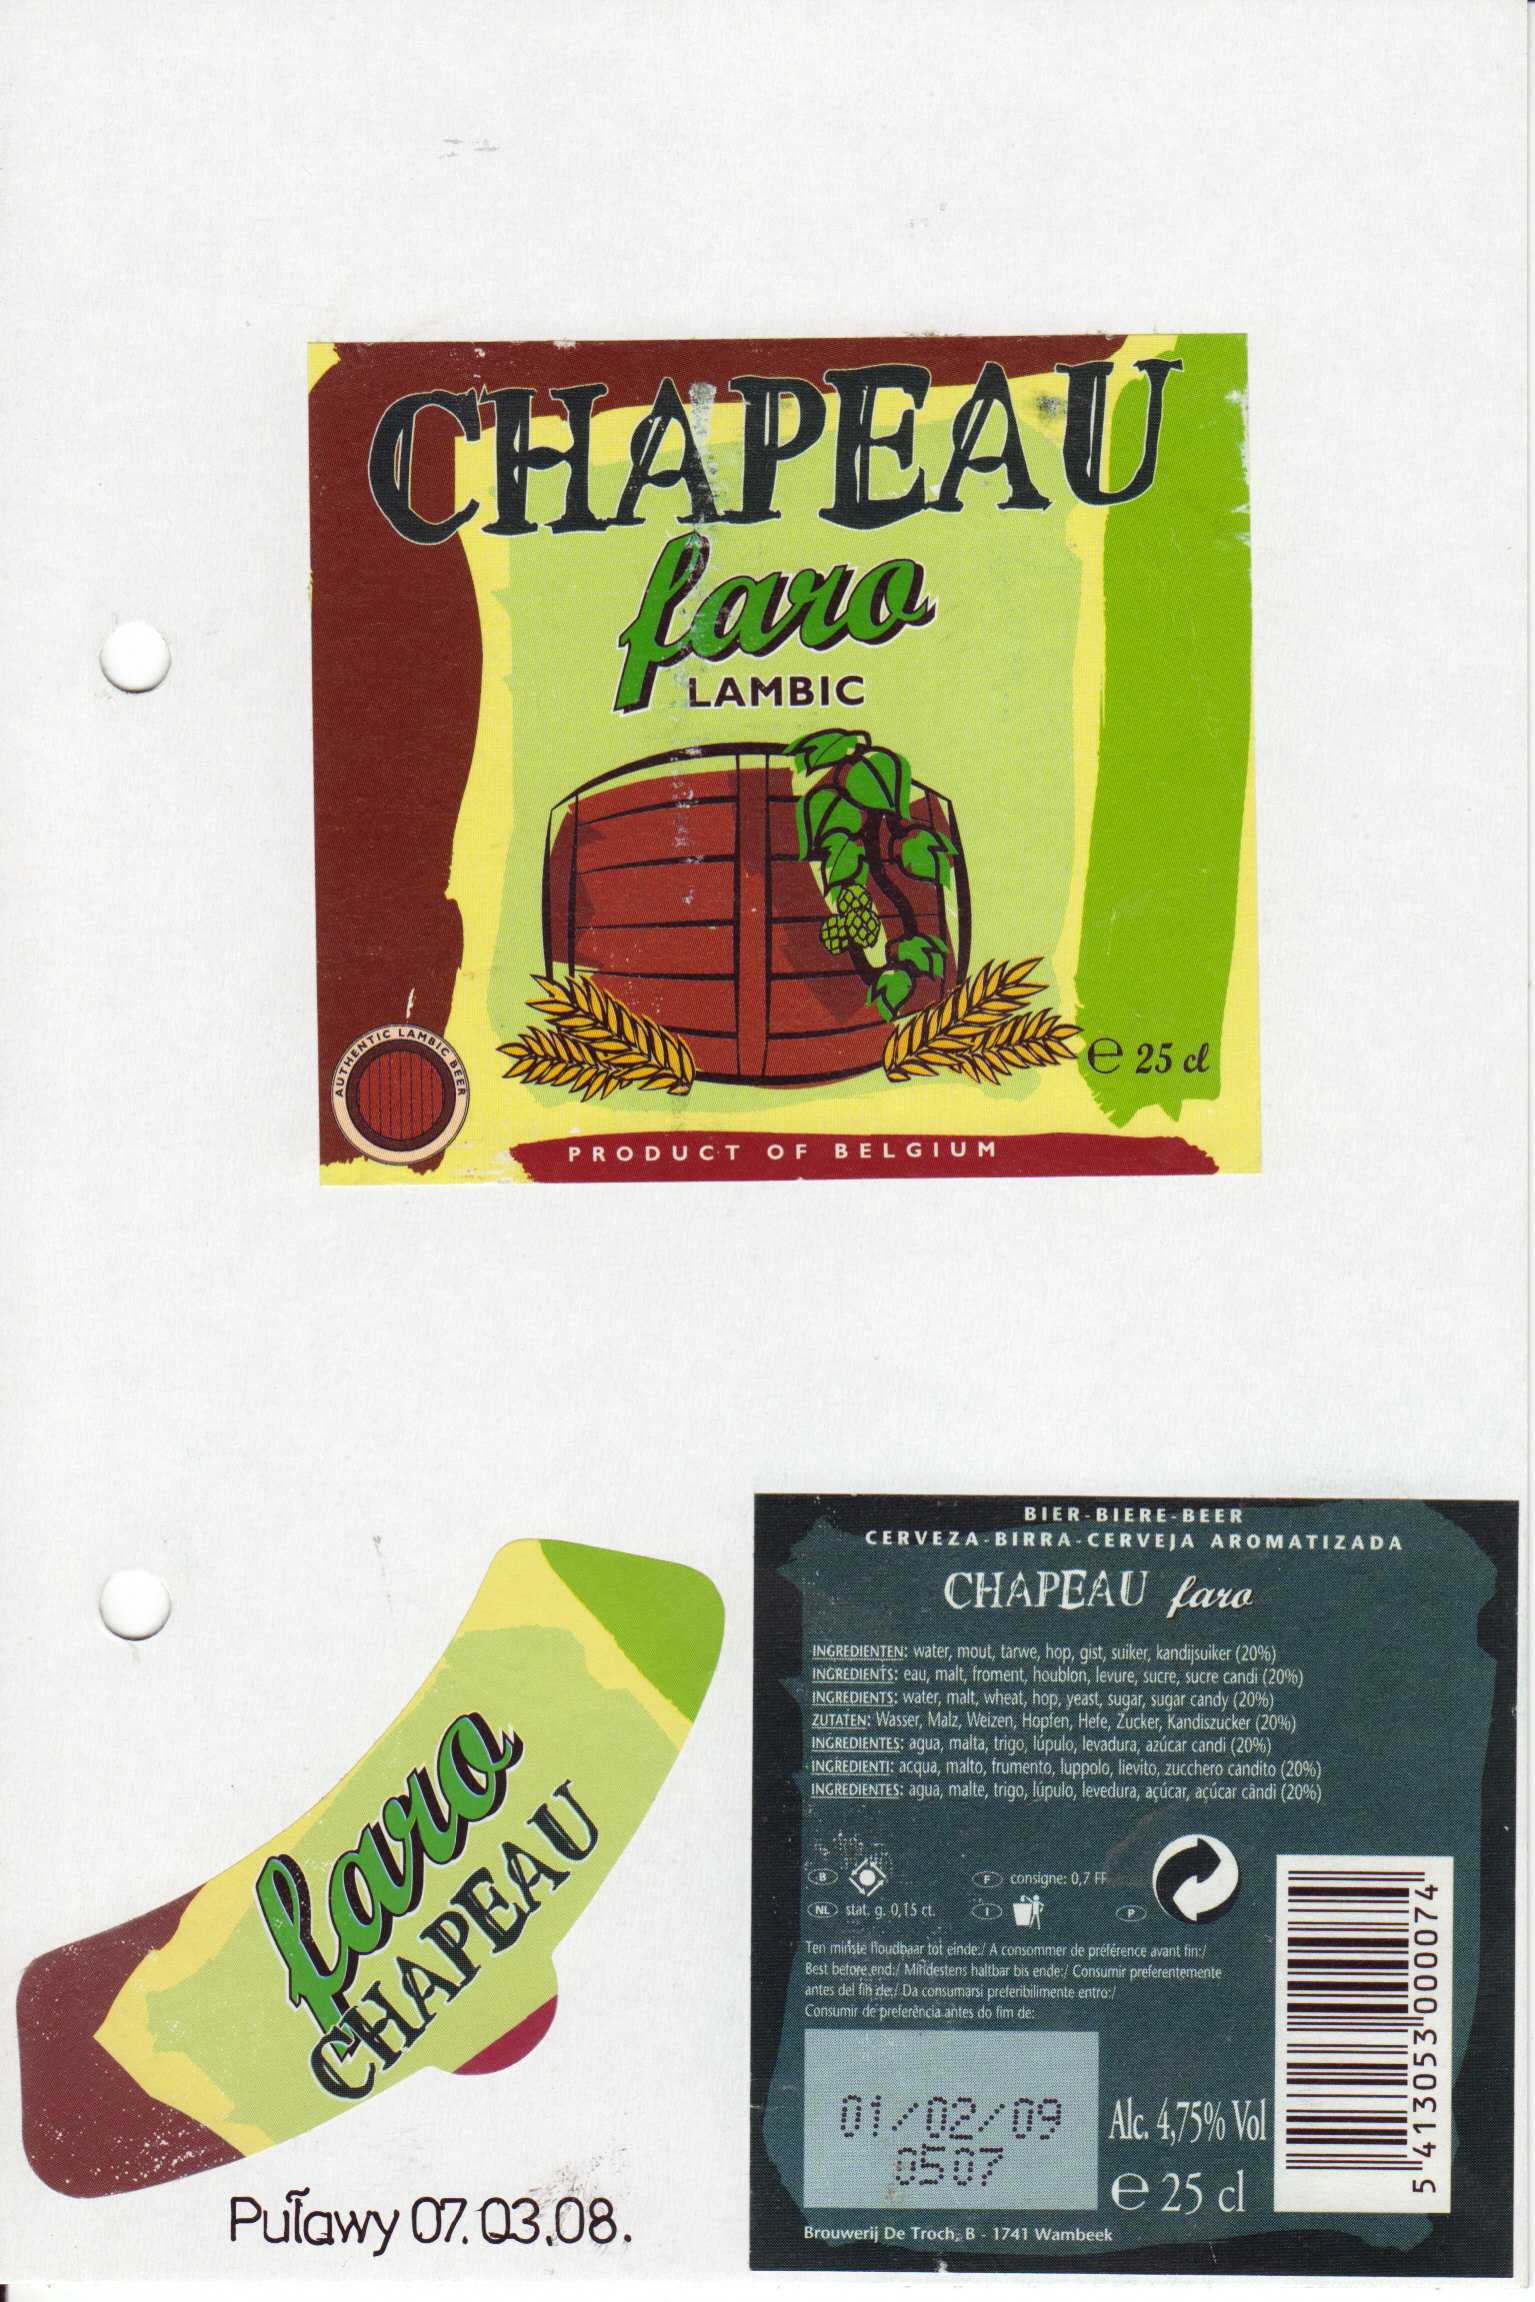 CHAPEAU
faro
LAMBIC
AUTHENTIC LAMBIC BEER
e 25 cl
PRODUCT OF BELGIUM
faro
CHAPEAU
Puławy 07.03.08.
BIER-BIERE-BEER
CERVEZA-BIRRA-CERVEJA AROMATIZADA
CHAPEAU faro
INGREDIENTEN: water, mout, tarwe, hop, gist, suiker, kandijsuiker (20%)
INGREDIENTS: eau, malt, froment, houblon, levure, sucre, sucre candi (20%)
INGREDIENTS: water, malt, wheat, hop, yeast, sugar, sugar candy (20%)
ZUTATEN: Wasser, Malz, Weizen, Hopfen, Hefe, Zucker, Kandiszucker (20%)
INGREDIENTES: agua, malta, trigo, lúpulo, levadura, azúcar candi (20%)
INGREDIENTI: acqua, malto, frumento, luppolo, lievito, zucchero candito (20%)
INGREDIENTES: agua, malte, trigo, lúpulo, levedura, açúcar, açúcar cândi (20%)
B F consigne: 0,7 FF
NL stat. g. 0,15 ct. I P
Ten minste houdbaar tot einde:/ A consommer de préférence avant fin:/
Best before end:/ Mindestens haltbar bis ende:/ Consumir preferentemente
antes del fin de:/ Da consumarsi preferibilimente entro:/
Consumir de preferência antes do fim de:
01/02/09
0507
Alc. 4,75% Vol
e 25 cl
5 413053 000074
Brouwerij De Troch, B - 1741 Wambeek